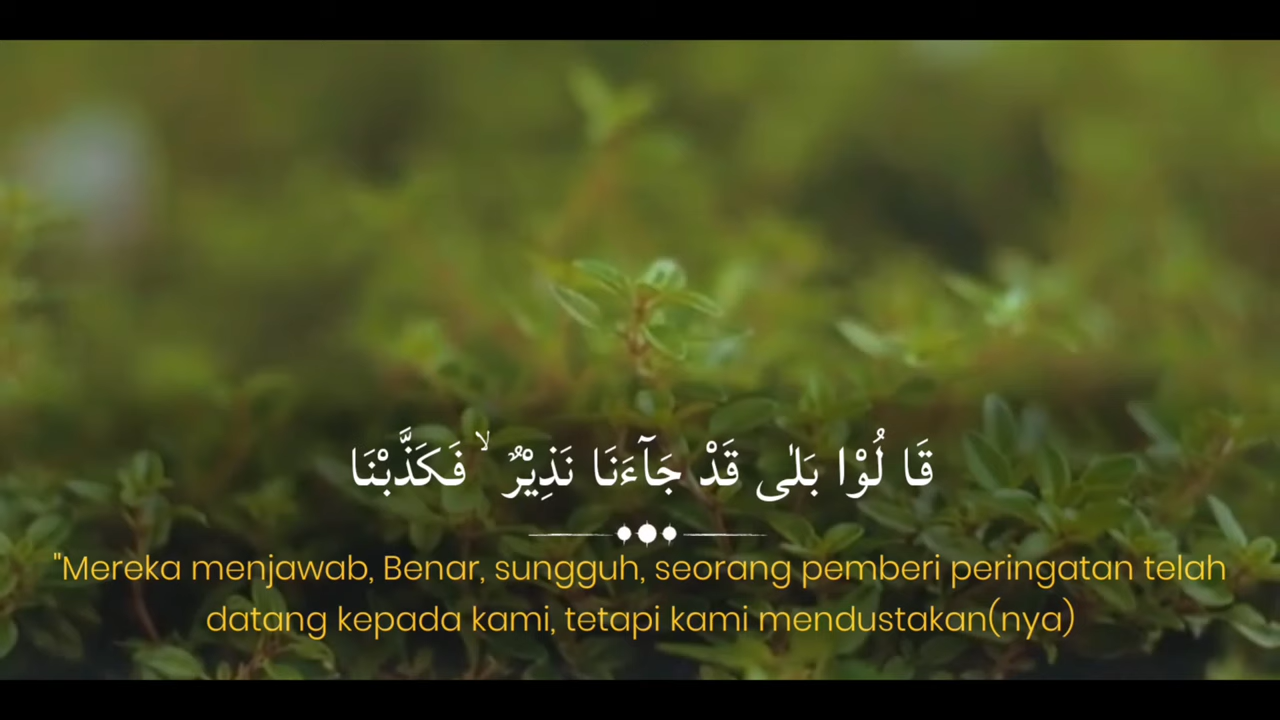 قَا لُوْا بَلٰى قَدْ جَآءَنَا نَذِيْرٌ ۙ فَكَذَّبْنَا
"Mereka menjawab, Benar, sungguh, seorang pemberi peringatan telah
datang kepada kami, tetapi kami mendustakan(nya)